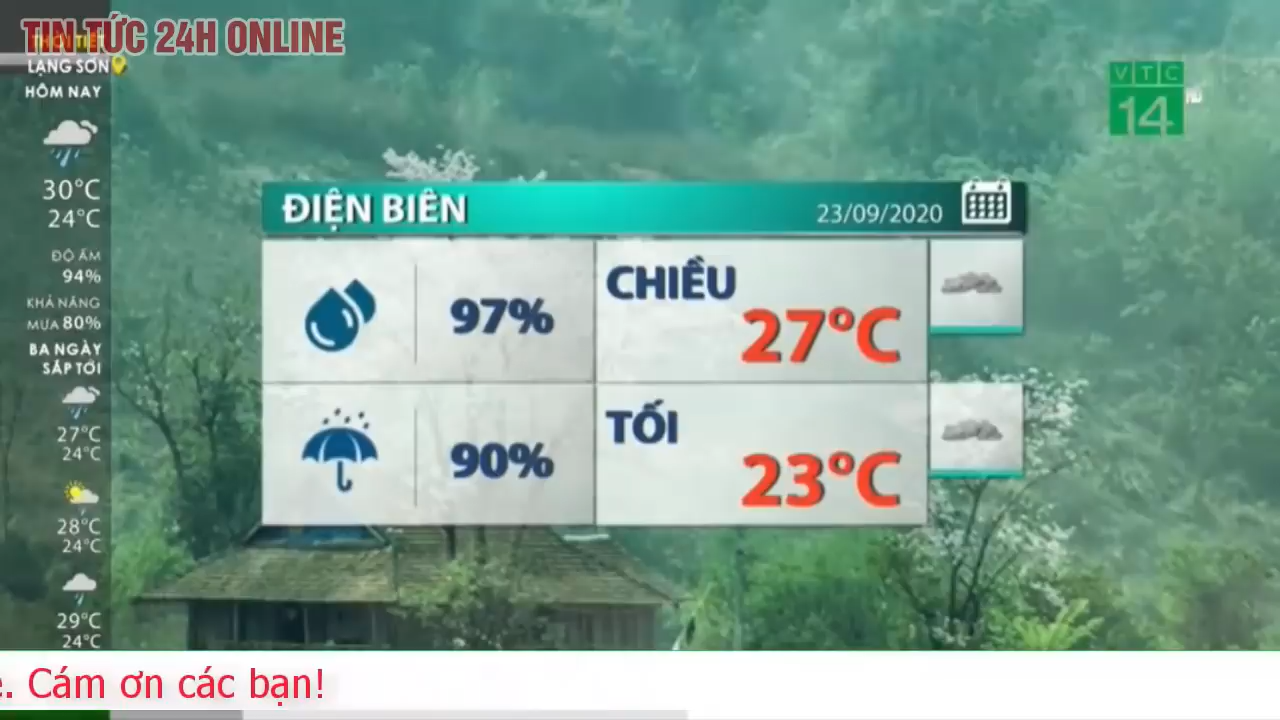 TIN TỨC 24H ONLINE
THỜI TIẾT
LẠNG SƠN
HÔM NAY
30°C
24°C
ĐỘ ẨM
94%
KHẢ NĂNG
MƯA 80%
BA NGÀY
SẮP TỚI
27°C
24°C
28°C
24°C
29°C
24°C
VTC
14
ĐIỆN BIÊN
23/09/2020
97%
CHIỀU
27°C
90%
TỐI
23°C
e. Cám ơn các bạn!